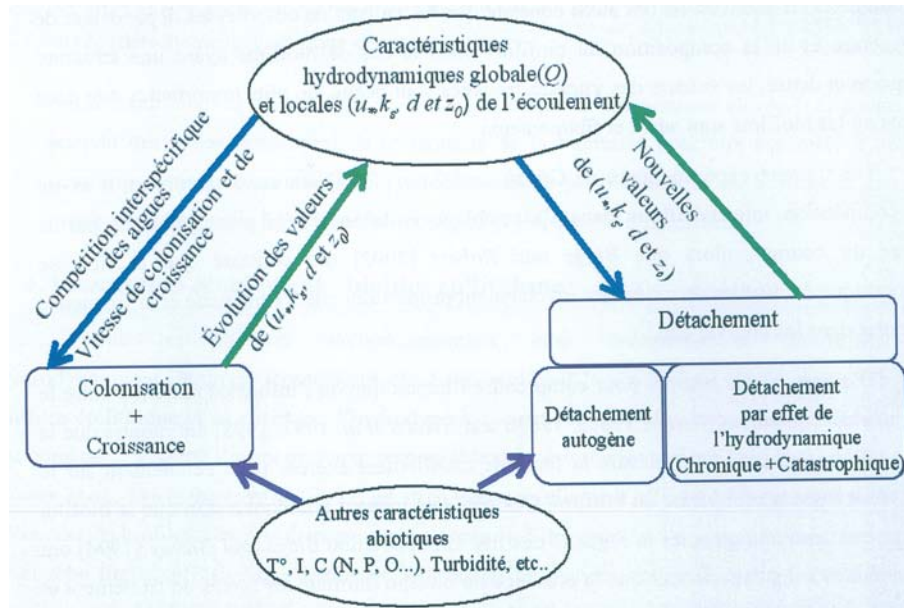 Caractéristiques
hydrodynamiques globale(Q)
et locales (u*, ks, d et z0) de l'écoulement
Compétition interspécifique
des algues
Vitesse de colonisation et de
croissance
Évolution des valeurs
de (u*, ks, d et z0)
Nouvelles
valeurs
de (u*, ks, d et z0)
Détachement
Colonisation
+
Croissance
Détachement
autogène
Détachement
par effet de
l'hydrodynamique
(Chronique +Catastrophique)
Autres caractéristiques
abiotiques
T°, I, C (N, P, O...), Turbidité, etc...